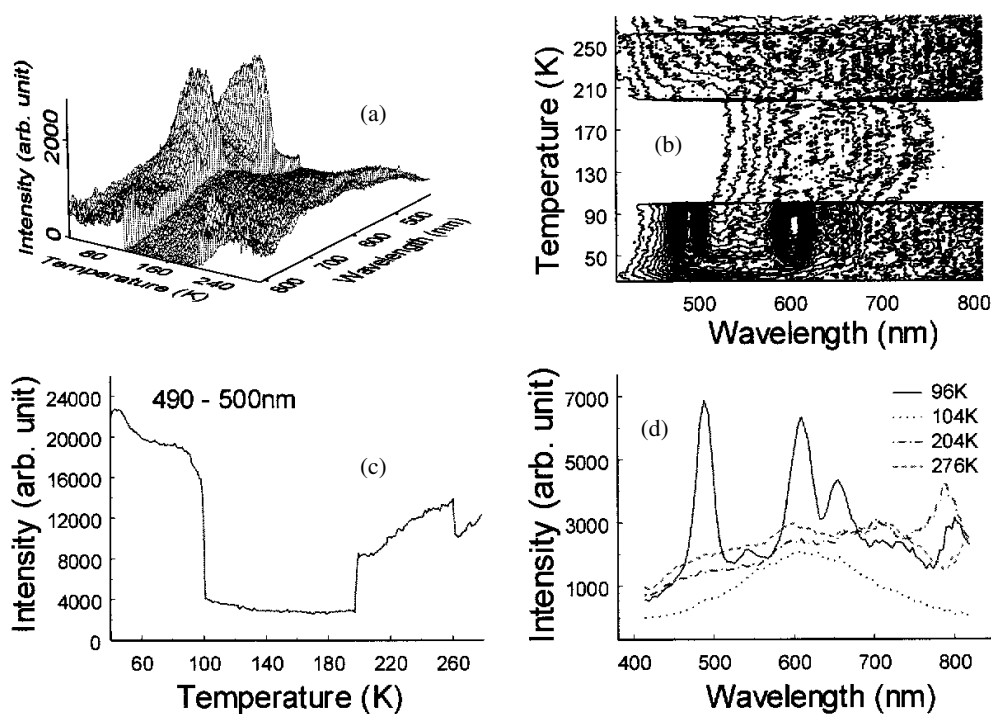 (a)
Intensity (arb. unit)
2000
0
80
160
240
Temperature (K)
800
700
600
500
Wavelength (nm)
(b)
Temperature (K)
250
210
170
130
90
50
500
600
700
800
Wavelength (nm)
(c)
490 - 500nm
Intensity (arb. unit)
24000
20000
16000
12000
8000
4000
0
60
100
140
200
260
Temperature (K)
(d)
Intensity (arb. unit)
7000
5000
3000
1000
400
500
600
700
800
Wavelength (nm)
96K
104K
204K
276K